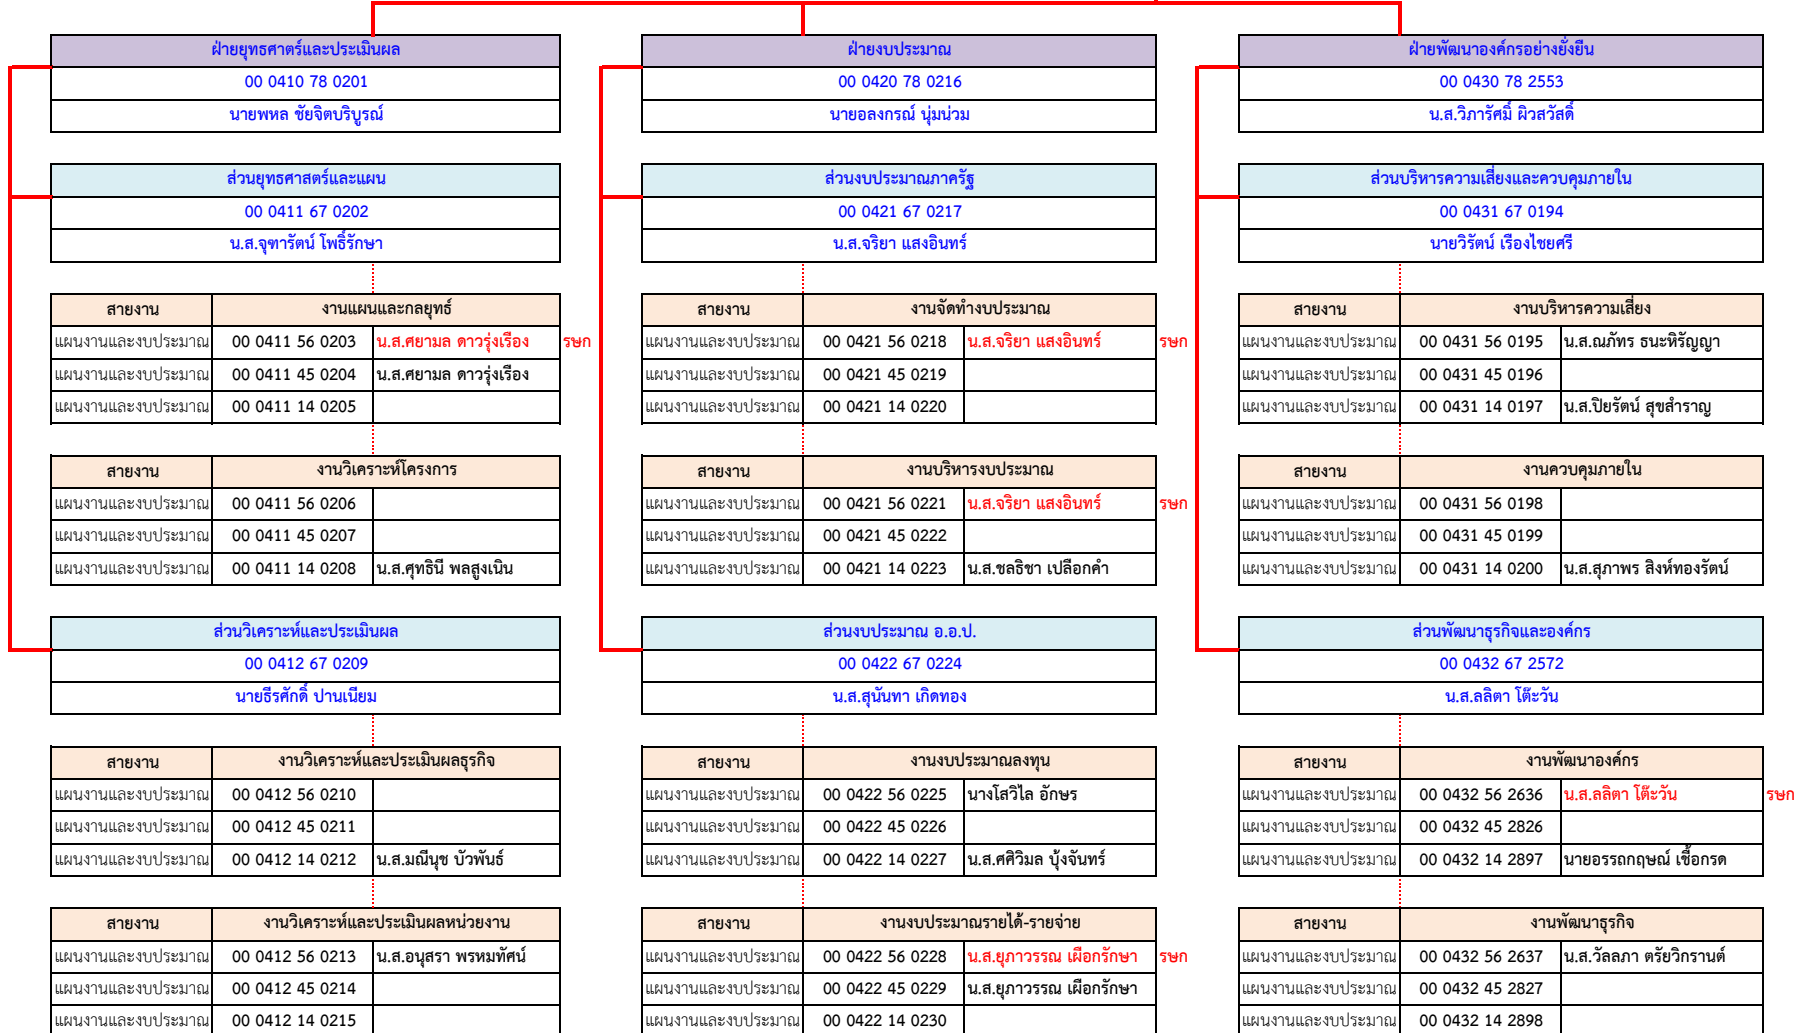 ฝ่ายยุทธศาตร์และประเมินผล
00 0410 78 0201
นายพหล ชัยจิตบริบูรณ์
ส่วนยุทธศาสตร์และแผน
00 0411 67 0202
น.ส.จุฑารัตน์ โพธิ์รักษา
สายงาน งานแผนและกลยุทธ์
แผนงานและงบประมาณ 00 0411 56 0203 น.ส.ศยามล ดาวรุ่งเรือง รษก
แผนงานและงบประมาณ 00 0411 45 0204 น.ส.ศยามล ดาวรุ่งเรือง
แผนงานและงบประมาณ 00 0411 14 0205
สายงาน งานวิเคราะห์โครงการ
แผนงานและงบประมาณ 00 0411 56 0206
แผนงานและงบประมาณ 00 0411 45 0207
แผนงานและงบประมาณ 00 0411 14 0208 น.ส.ศุทธินี พลสูงเนิน
ส่วนวิเคราะห์และประเมินผล
00 0412 67 0209
นายธีรศักดิ์ ปานเนียม
สายงาน งานวิเคราะห์และประเมินผลธุรกิจ
แผนงานและงบประมาณ 00 0412 56 0210
แผนงานและงบประมาณ 00 0412 45 0211
แผนงานและงบประมาณ 00 0412 14 0212 น.ส.มณีนุช บัวพันธ์
สายงาน งานวิเคราะห์และประเมินผลหน่วยงาน
แผนงานและงบประมาณ 00 0412 56 0213 น.ส.อนุสรา พรหมทัศน์
แผนงานและงบประมาณ 00 0412 45 0214
แผนงานและงบประมาณ 00 0412 14 0215
ฝ่ายงบประมาณ
00 0420 78 0216
นายอลงกรณ์ นุ่มน่วม
ส่วนงบประมาณภาครัฐ
00 0421 67 0217
น.ส.จริยา แสงอินทร์
สายงาน งานจัดทำงบประมาณ
แผนงานและงบประมาณ 00 0421 56 0218 น.ส.จริยา แสงอินทร์ รษก
แผนงานและงบประมาณ 00 0421 45 0219
แผนงานและงบประมาณ 00 0421 14 0220
สายงาน งานบริหารงบประมาณ
แผนงานและงบประมาณ 00 0421 56 0221 น.ส.จริยา แสงอินทร์ รษก
แผนงานและงบประมาณ 00 0421 45 0222
แผนงานและงบประมาณ 00 0421 14 0223 น.ส.ชลธิชา เปลือกคำ
ส่วนงบประมาณ อ.อ.ป.
00 0422 67 0224
น.ส.สุนันทา เกิดทอง
สายงาน งานงบประมาณลงทุน
แผนงานและงบประมาณ 00 0422 56 0225 นางโสวิไล อักษร
แผนงานและงบประมาณ 00 0422 45 0226
แผนงานและงบประมาณ 00 0422 14 0227 น.ส.ศศิวิมล บุ้งจันทร์
สายงาน งานงบประมาณรายได้-รายจ่าย
แผนงานและงบประมาณ 00 0422 56 0228 น.ส.ยุภาวรรณ เผือกรักษา รษก
แผนงานและงบประมาณ 00 0422 45 0229 น.ส.ยุภาวรรณ เผือกรักษา
แผนงานและงบประมาณ 00 0422 14 0230
ฝ่ายพัฒนาองค์กรอย่างยั่งยืน
00 0430 78 2553
น.ส.วิภารัศมิ์ ผิวสวัสดิ์
ส่วนบริหารความเสี่ยงและควบคุมภายใน
00 0431 67 0194
นายวิรัตน์ เรืองไชยศรี
สายงาน งานบริหารความเสี่ยง
แผนงานและงบประมาณ 00 0431 56 0195 น.ส.ณภัทร ธนะหิรัญญา
แผนงานและงบประมาณ 00 0431 45 0196
แผนงานและงบประมาณ 00 0431 14 0197 น.ส.ปิยรัตน์ สุขสำราญ
สายงาน งานควบคุมภายใน
แผนงานและงบประมาณ 00 0431 56 0198
แผนงานและงบประมาณ 00 0431 45 0199
แผนงานและงบประมาณ 00 0431 14 0200 น.ส.สุภาพร สิงห์ทองรัตน์
ส่วนพัฒนาธุรกิจและองค์กร
00 0432 67 2572
น.ส.ลลิตา โต๊ะวัน
สายงาน งานพัฒนาองค์กร
แผนงานและงบประมาณ 00 0432 56 2636 น.ส.ลลิตา โต๊ะวัน รษก
แผนงานและงบประมาณ 00 0432 45 2826
แผนงานและงบประมาณ 00 0432 14 2897 นายอรรถกฤษณ์ เชื้อกรด
สายงาน งานพัฒนาธุรกิจ
แผนงานและงบประมาณ 00 0432 56 2637 น.ส.วัลลภา ตรัยวิกรานต์
แผนงานและงบประมาณ 00 0432 45 2827
แผนงานและงบประมาณ 00 0432 14 2898